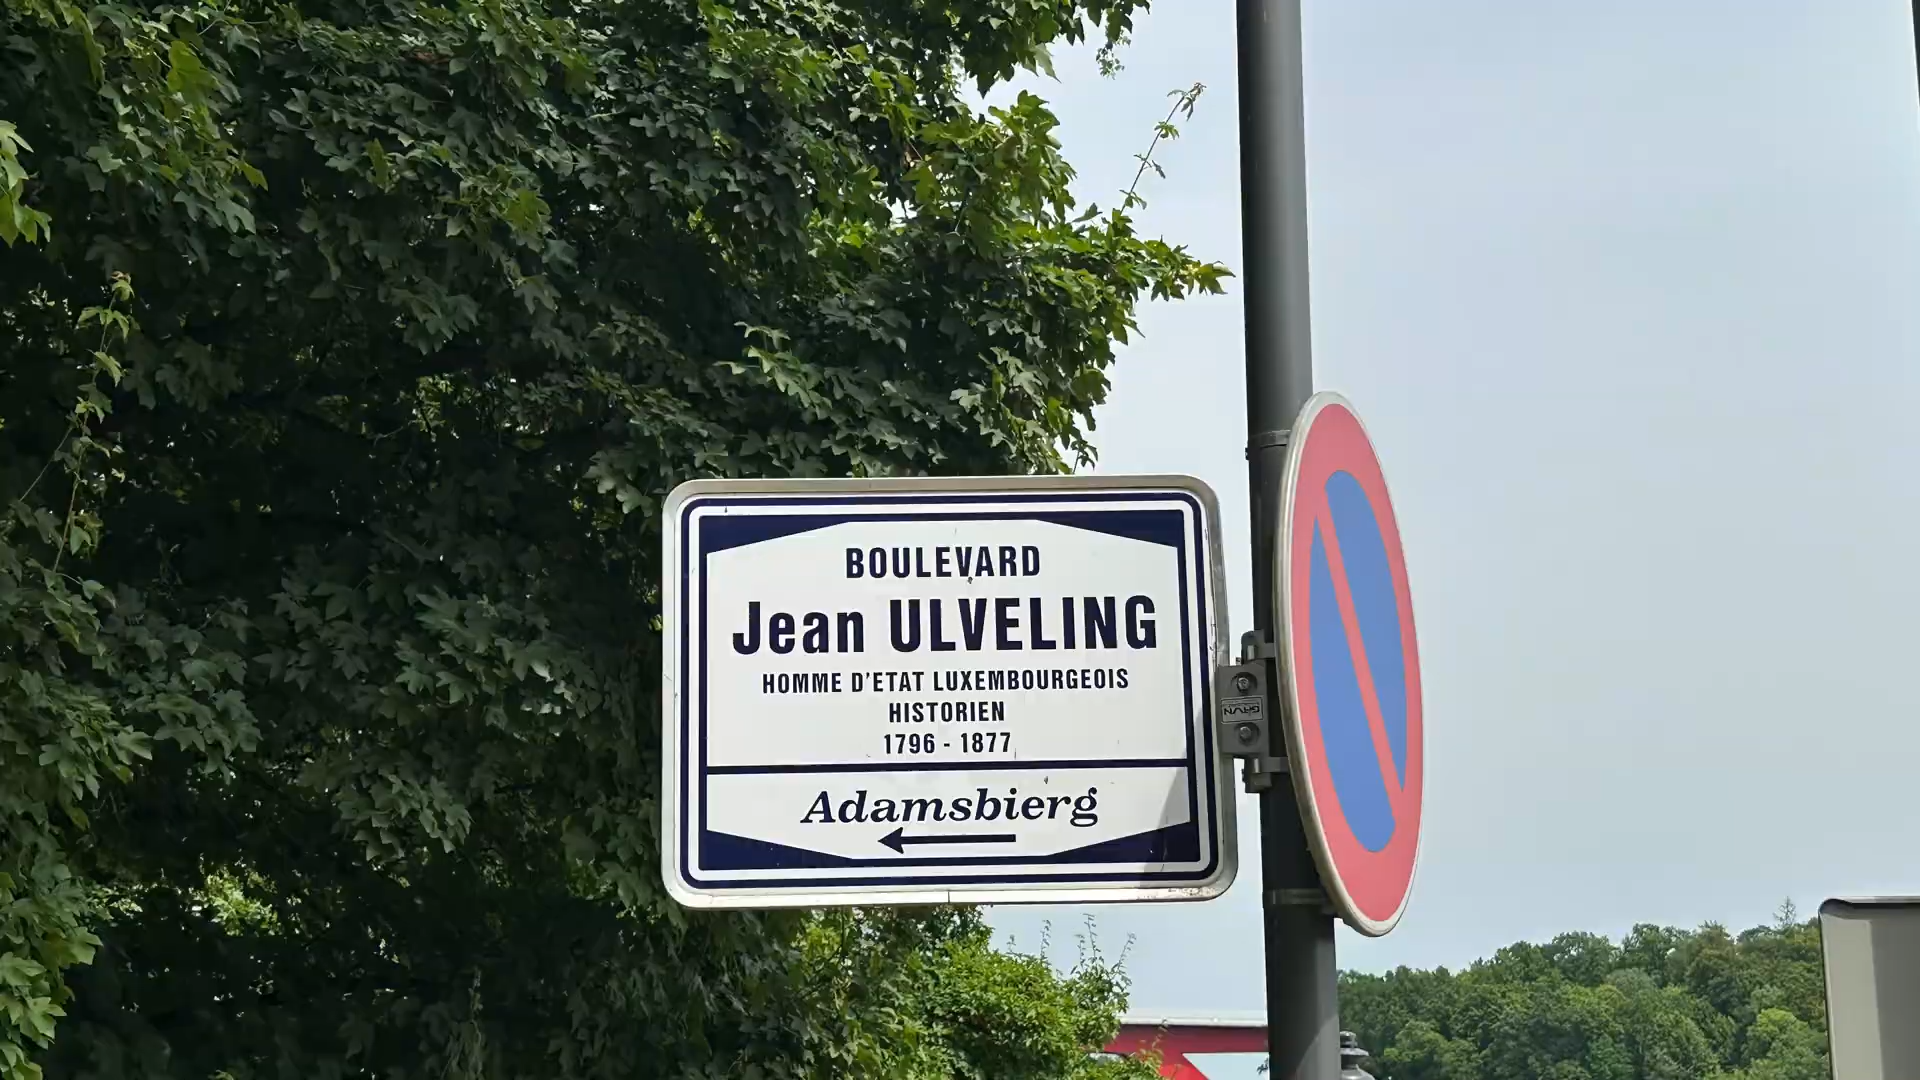 BOULEVARD
Jean ULVELING
HOMME D'ETAT LUXEMBOURGEOIS
HISTORIEN
1796 - 1877
Adamsbierg